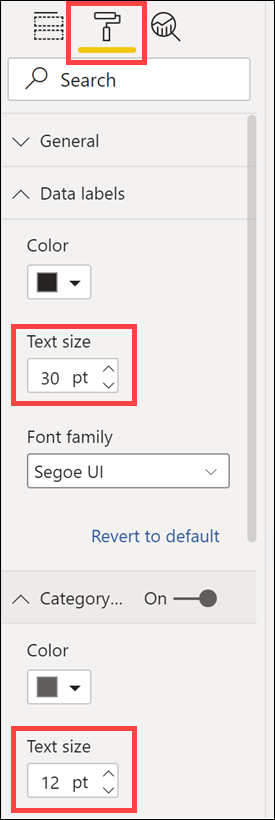 Search
General
Data labels
Color
Text size
30 pt
Font family
Segoe UI
Revert to default
Category... On
Color
Text size
12 pt